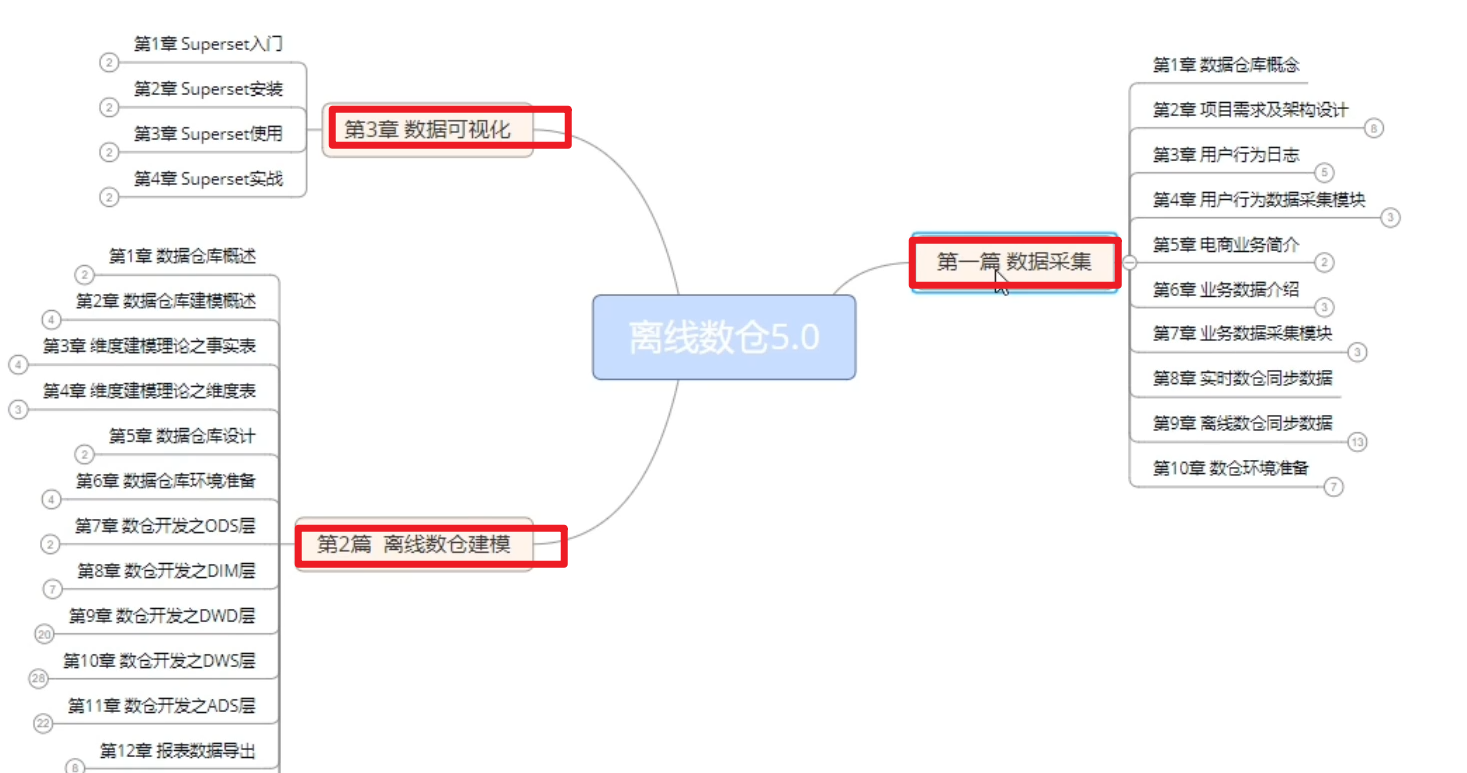 第1章 Superset入门
2
第2章 Superset安装
2
第3章 Superset使用
2
第4章 Superset实战
2
第3章 数据可视化
第1章 数据仓库概念
第2章 项目需求及架构设计
8
第3章 用户行为日志
5
第4章 用户行为数据采集模块
3
第5章 电商业务简介
2
第6章 业务数据介绍
3
第7章 业务数据采集模块
3
第8章 实时数仓同步数据
第9章 离线数仓同步数据
13
第10章 数仓环境准备
7
第一篇 数据采集
离线数仓5.0
第1章 数据仓库概述
2
第2章 数据仓库建模概述
4
第3章 维度建模理论之事实表
4
第4章 维度建模理论之维度表
3
第5章 数据仓库设计
2
第6章 数据仓库环境准备
4
第7章 数仓开发之ODS层
2
第8章 数仓开发之DIM层
7
第9章 数仓开发之DWD层
20
第10章 数仓开发之DWS层
28
第11章 数仓开发之ADS层
22
第12章 报表数据导出
8
第2篇 离线数仓建模